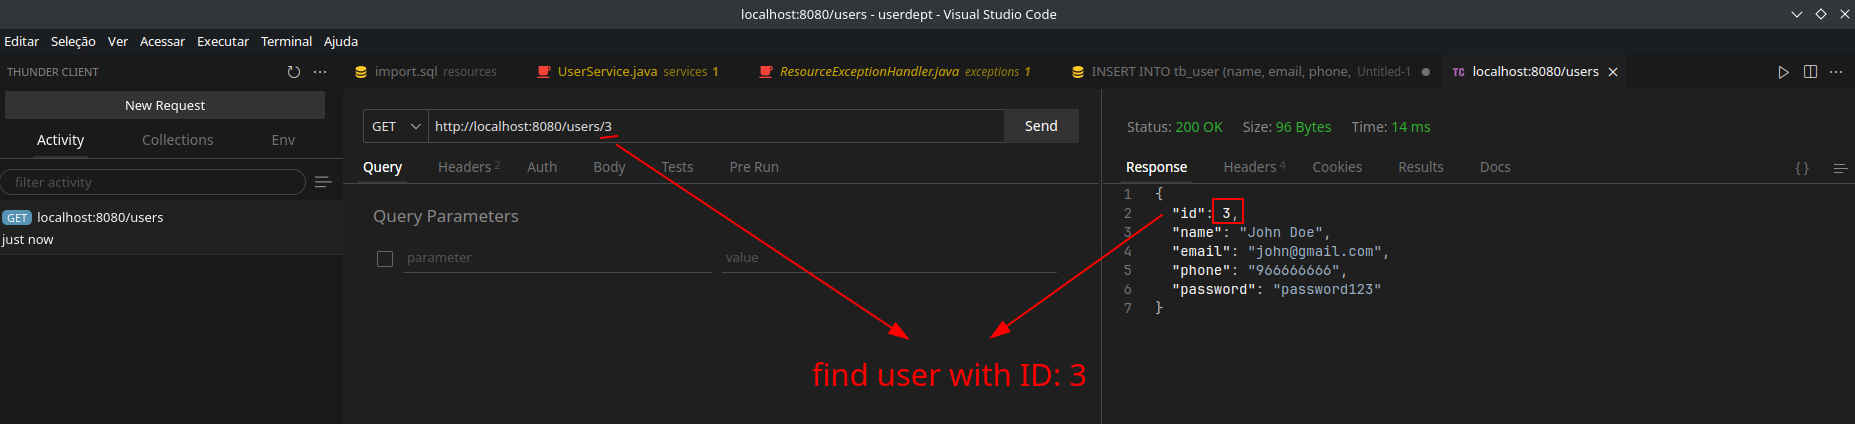 localhost:8080/users - userdept - Visual Studio Code
Editar Seleção Ver Acessar Executar Terminal Ajuda
THUNDER CLIENT
New Request
Activity Collections Env
filter activity
GET localhost:8080/users
just now
import.sql resources UserService.java services 1 ResourceExceptionHandler.java exceptions 1 INSERT INTO tb_user (name, email, phone, Untitled-1 TC localhost:8080/users
GET http://localhost:8080/users/3 Send
Query Headers 2 Auth Body Tests Pre Run
Query Parameters
parameter value
Status: 200 OK Size: 96 Bytes Time: 14 ms
Response Headers 4 Cookies Results Docs {}
1 {
2 "id": 3,
3 "name": "John Doe",
4 "email": "john@gmail.com",
5 "phone": "966666666",
6 "password": "password123"
7 }
find user with ID: 3